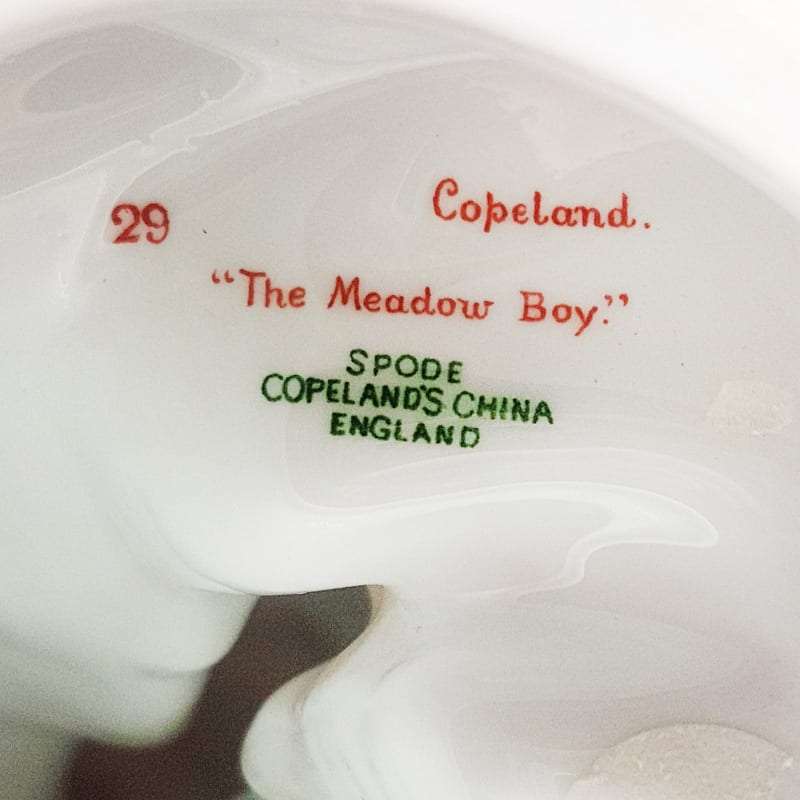 Copeland.
29
"The Meadow Boy."
SPODE
COPELAND'S CHINA
ENGLAND